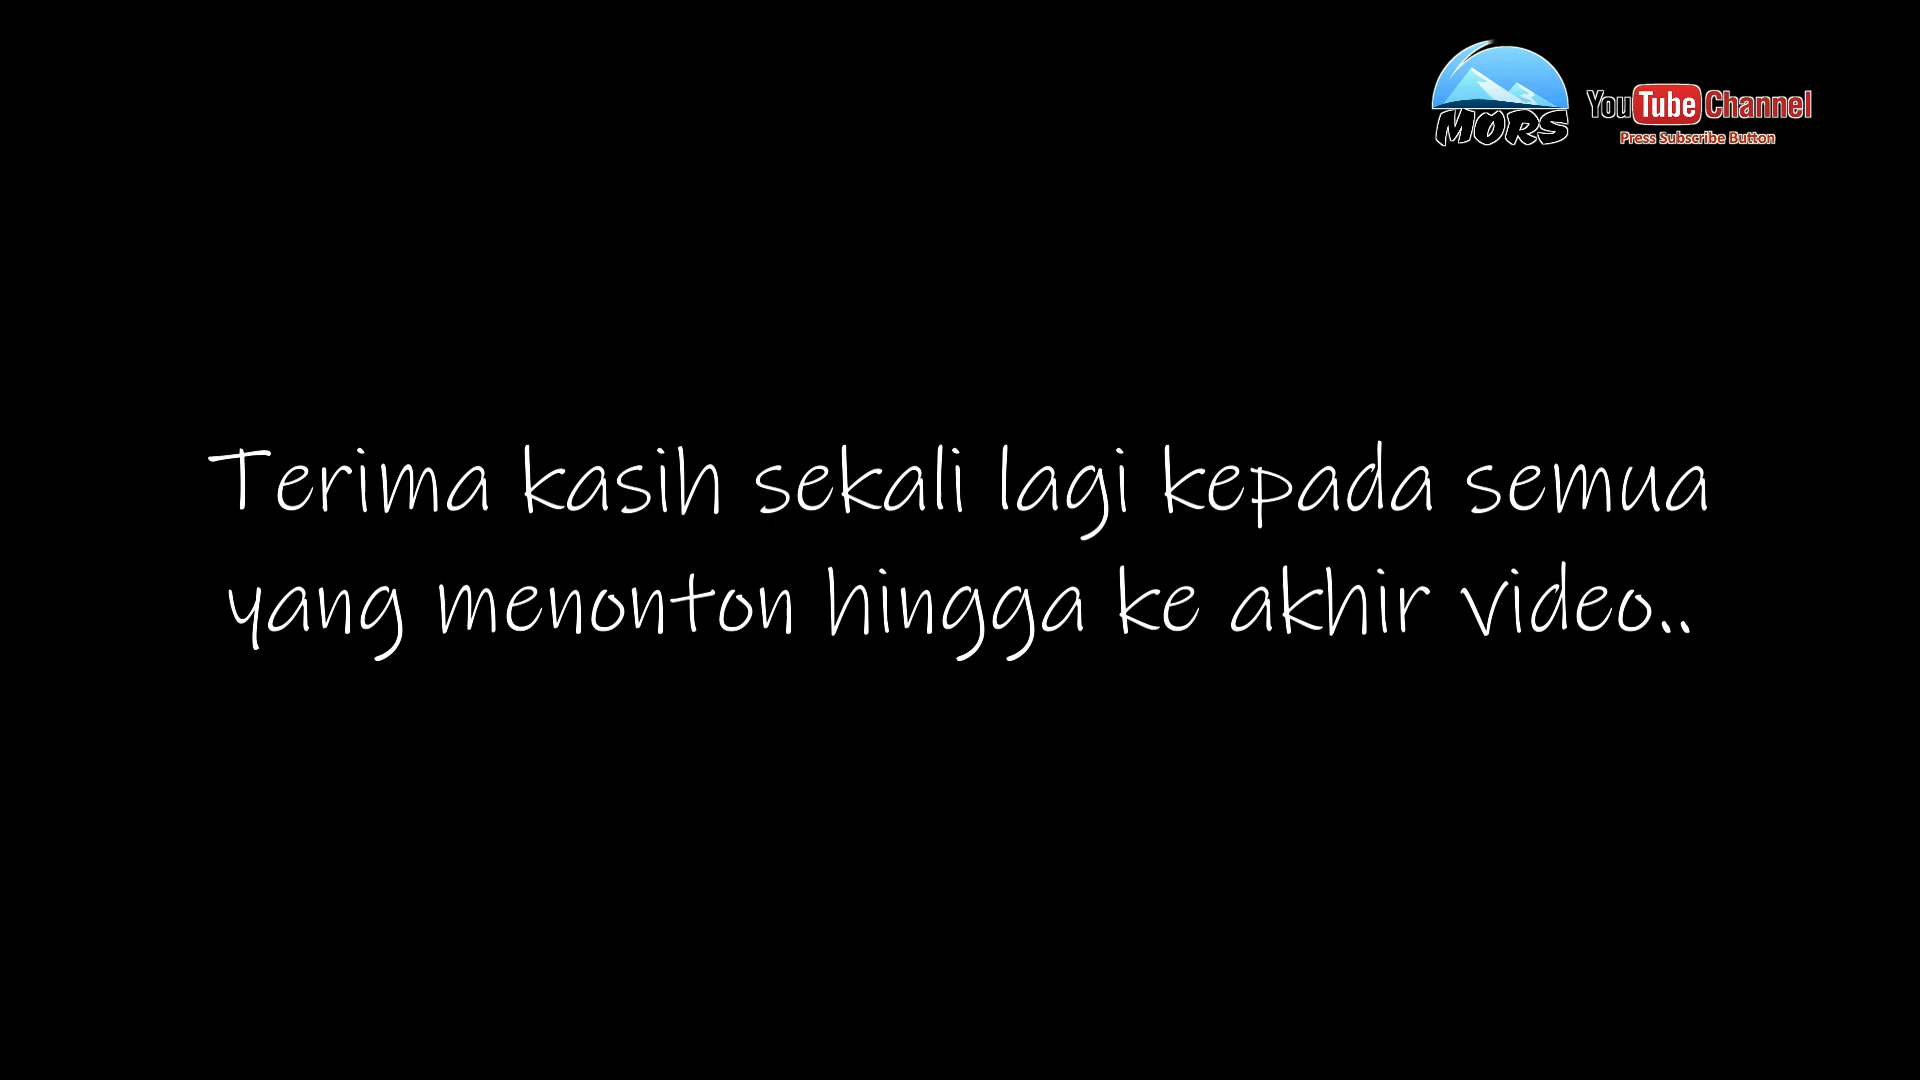 MORS
YouTube Channel
Press Subscribe Button
Terima kasih sekali lagi kepada semua
yang menonton hingga ke akhir video..